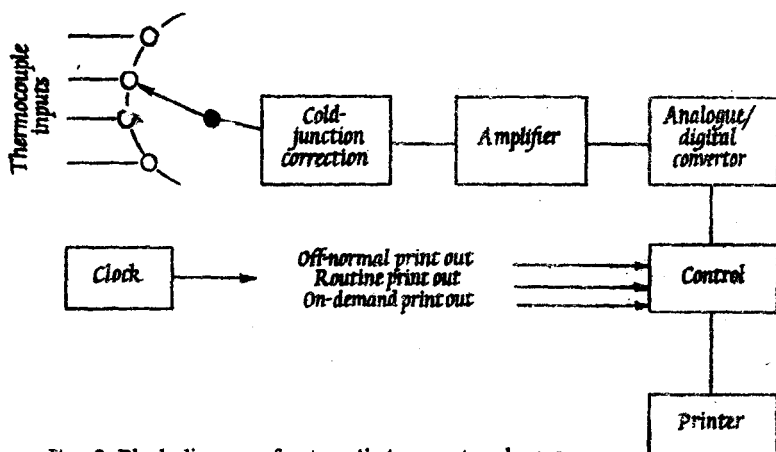 Thermocouple
inputs
Cold-
junction
correction
Amplifier
Analogue/
digital
convertor
Clock
Off-normal print out
Routine print out
On-demand print out
Control
Printer